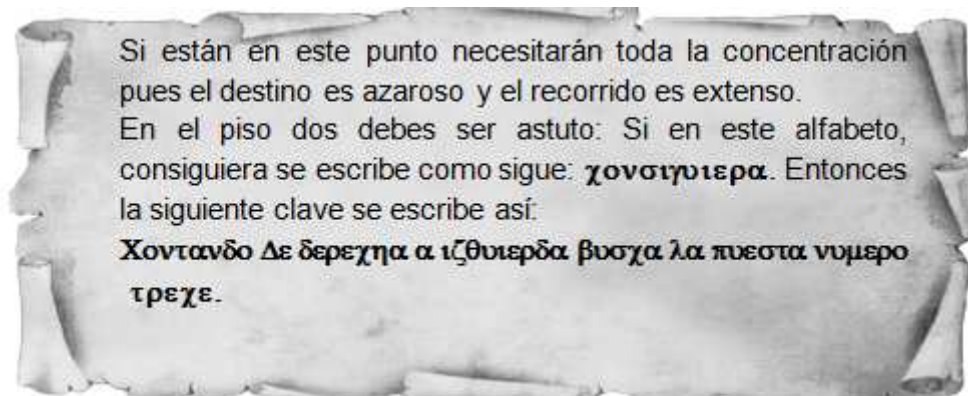 Si están en este punto necesitarán toda la concentración
pues el destino es azaroso y el recorrido es extenso.
En el piso dos debes ser astuto: Si en este alfabeto,
consiguiera se escribe como sigue: χονσιγυιερα. Entonces
la siguiente clave se escribe así:
Χοντανδο Δε δερεχηα α ιζθυιερδα βυσχα λα πυεστα νυμερο
τρεχε.